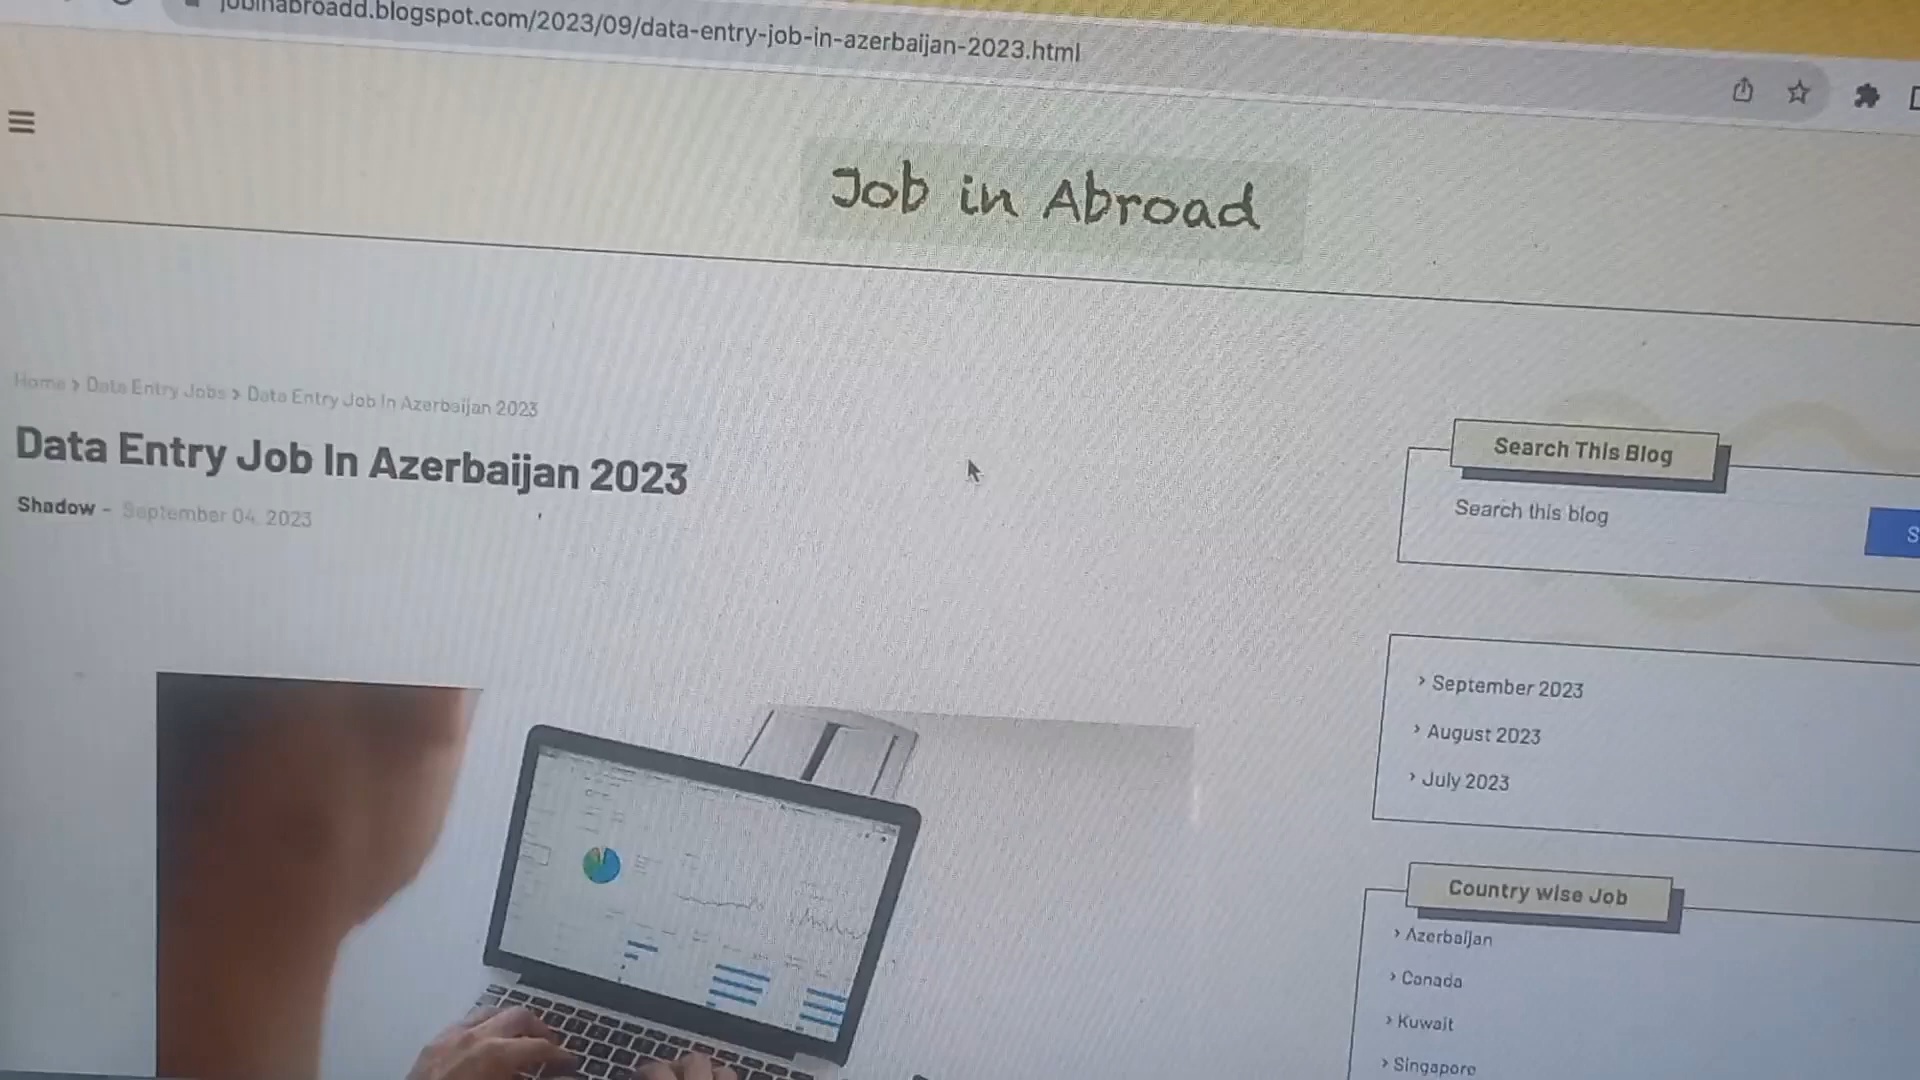 jobinabroadd.blogspot.com/2023/09/data-entry-job-in-azerbaijan-2023.html
Job in Abroad
Home > Data Entry Jobs > Data Entry Job In Azerbaijan 2023
Data Entry Job In Azerbaijan 2023
Shadow - September 04, 2023
Search This Blog
Search this blog
S
> September 2023
> August 2023
> July 2023
Country wise Job
> Azerbaijan
> Canada
> Kuwait
> Singapore